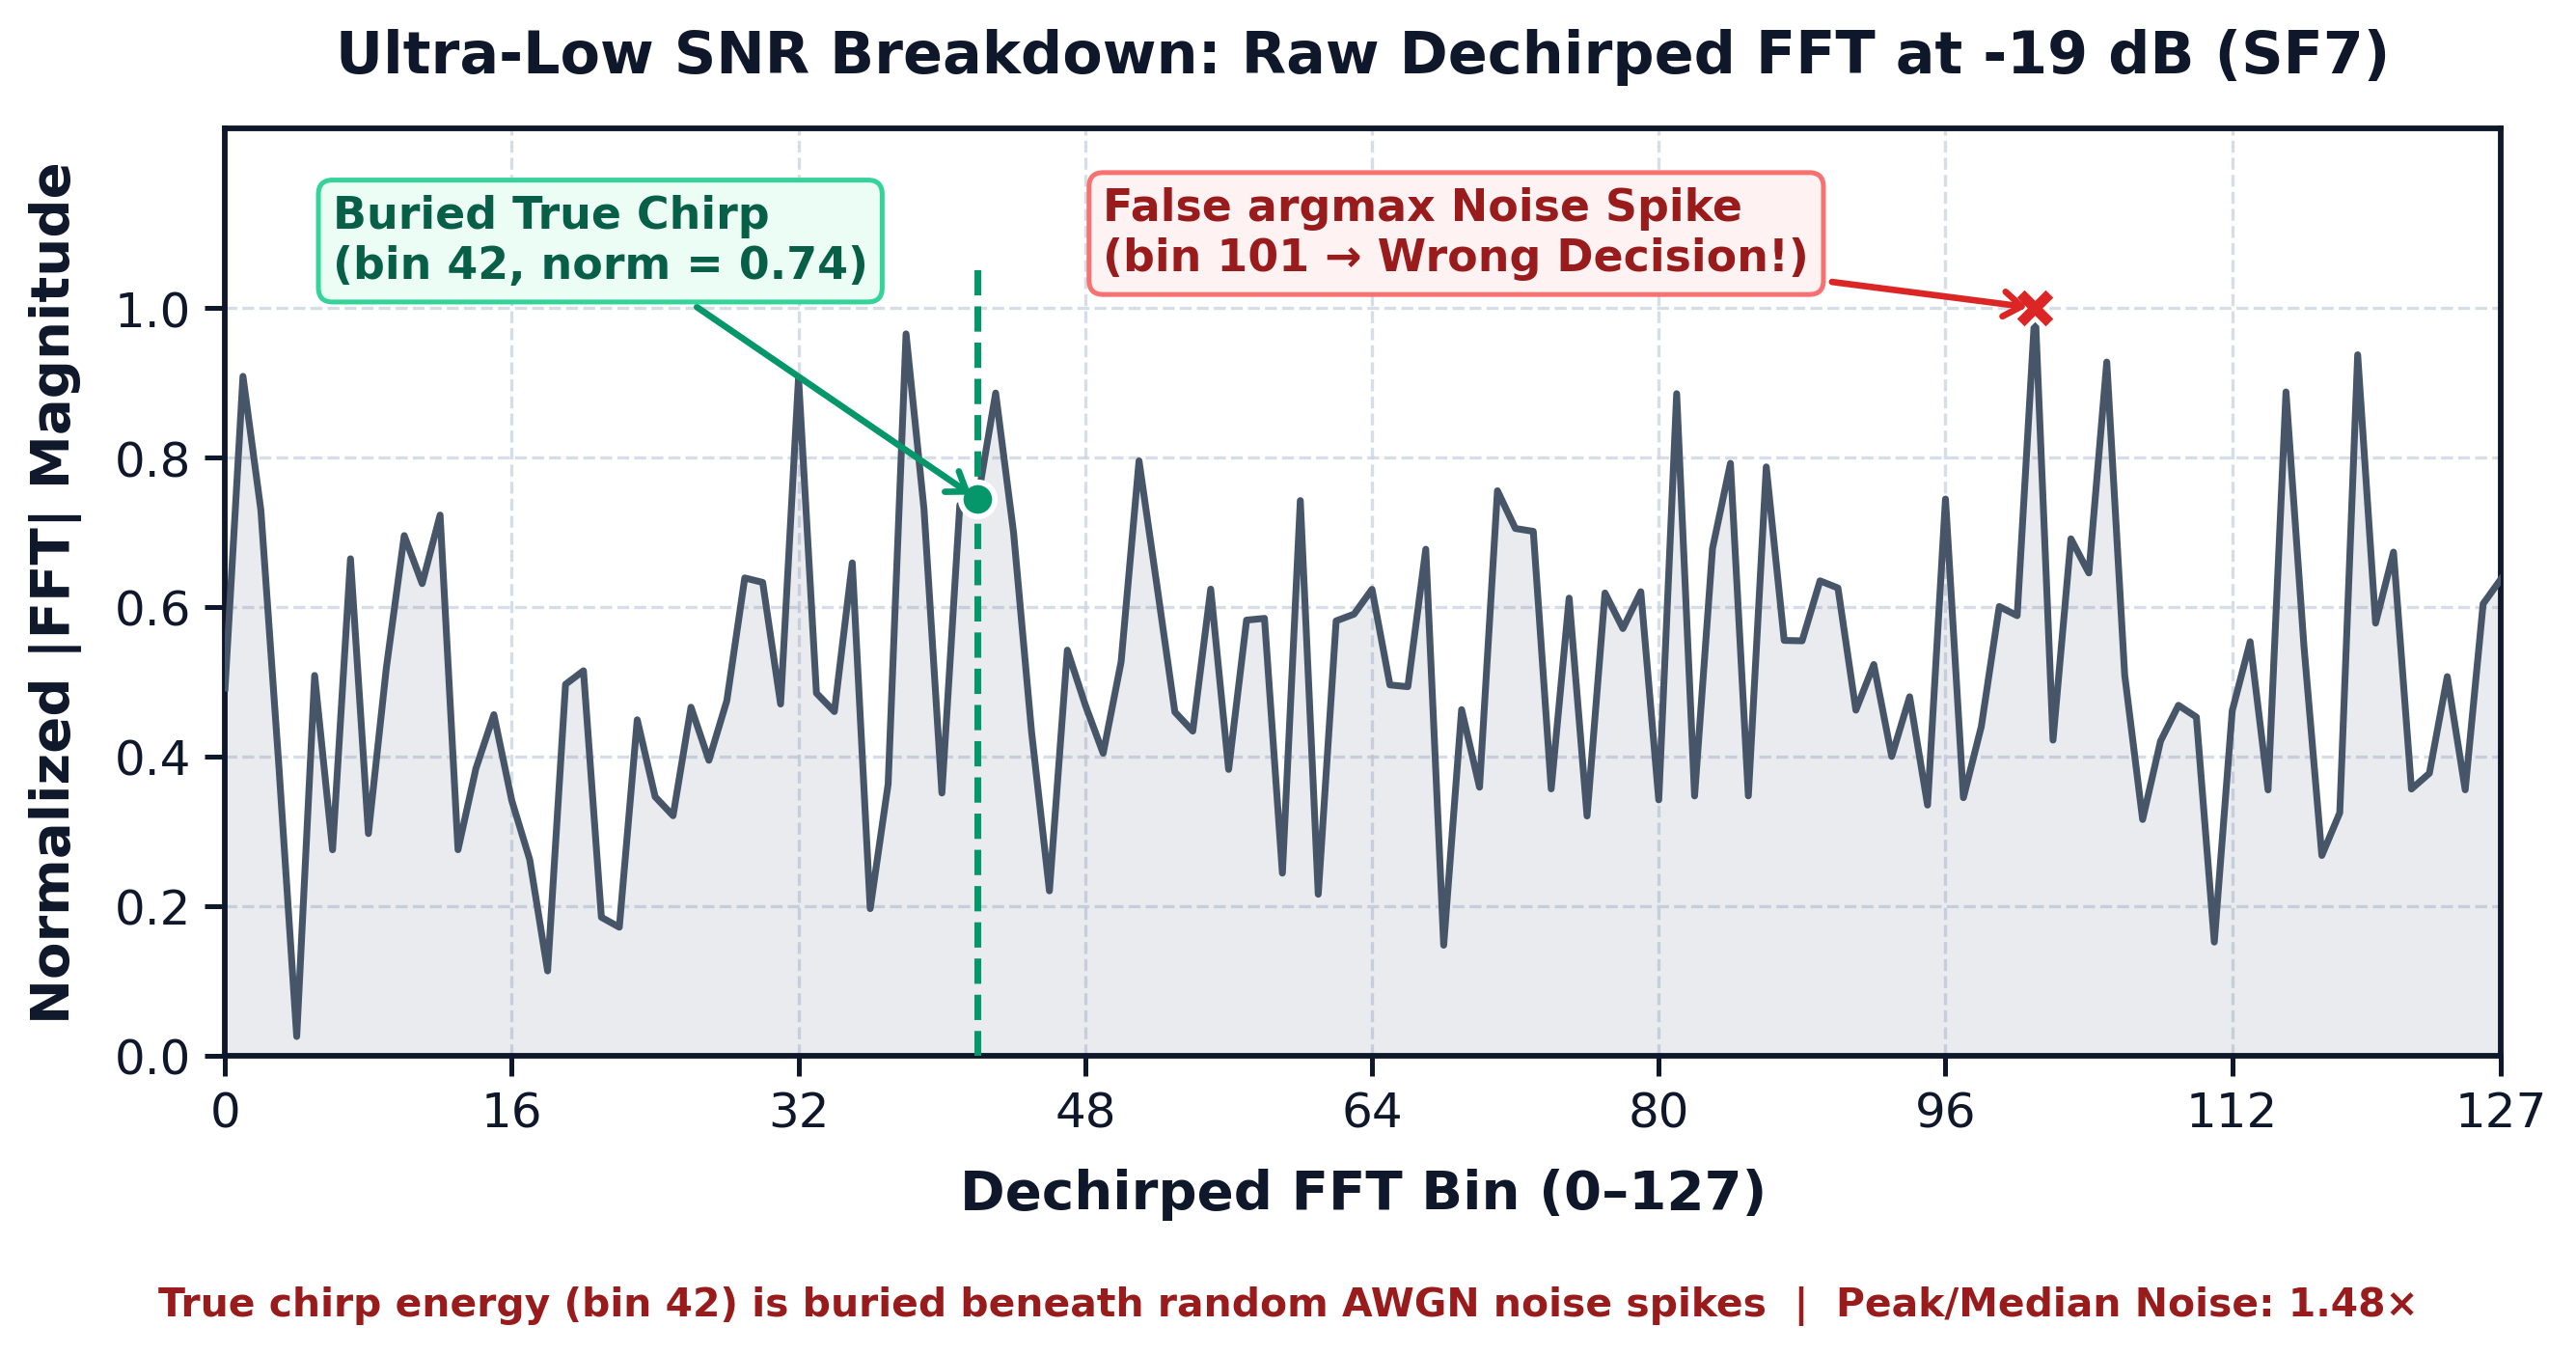 Ultra-Low SNR Breakdown: Raw Dechirped FFT at -19 dB (SF7)
Buried True Chirp
(bin 42, norm = 0.74)
False argmax Noise Spike
(bin 101 → Wrong Decision!)
Normalized |FFT| Magnitude
1.0
0.8
0.6
0.4
0.2
0.0
0 16 32 48 64 80 96 112 127
Dechirped FFT Bin (0–127)
True chirp energy (bin 42) is buried beneath random AWGN noise spikes | Peak/Median Noise: 1.48×